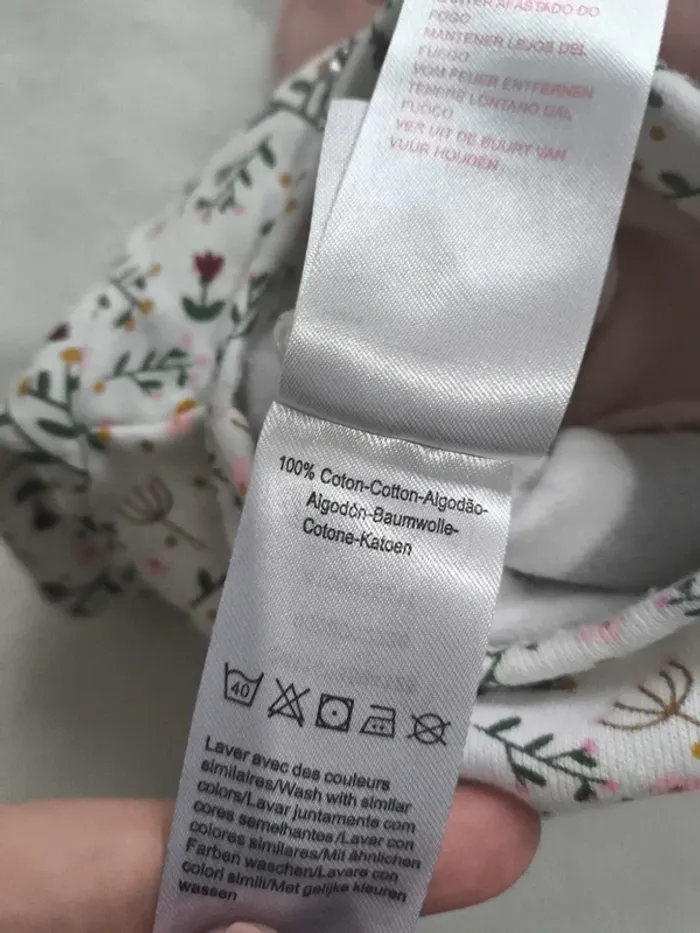 AFASTADO DO
FOGO
MANTENER LEJOS DEL
FUEGO
VOM FEUER ENTFERNEN
TENERE LONTANO DAL
FUOCO
VER UIT DE BUURT VAN
VUUR HOUDEN
100% Coton-Cotton-Algodão-
Algodón-Baumwolle-
Cotone-Katoen
40
Laver avec des couleurs
similaires/Wash with similar
colors/Lavar juntamente com
cores semelhantes/Lavar con
colores similares/Mit ähnlichen
Farben waschen/Lavare con
colori simili/Met gelijke kleuren
wassen